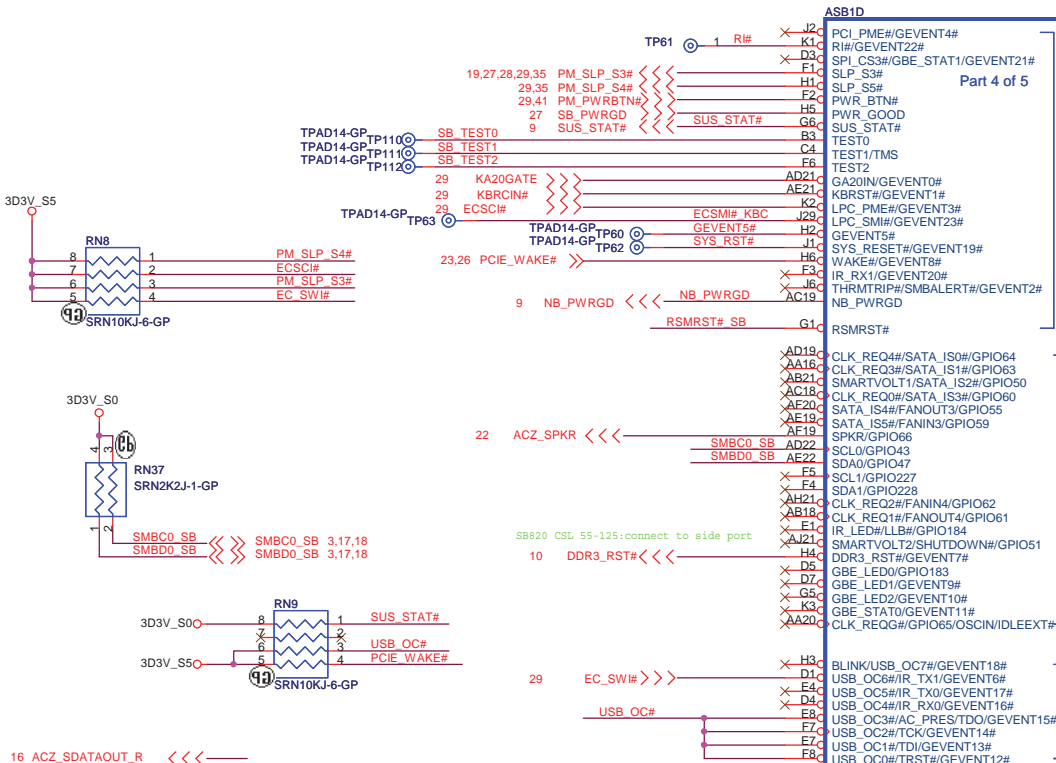 ASB1D
Part 4 of 5
J2 PCI_PME#/GEVENT4#
TP61 1 RI# K1 RI#/GEVENT22#
D3 SPI_CS3#/GBE_STAT1/GEVENT21#
19,27,28,29,35 PM_SLP_S3# F1 SLP_S3#
29,35 PM_SLP_S4# H1 SLP_S5#
29,41 PM_PWRBTN# F2 PWR_BTN#
27 SB_PWRGD H5 PWR_GOOD
9 SUS_STAT# SUS_STAT# G6 SUS_STAT#
TPAD14-GP TP110 SB_TEST0 B3 TEST0
TPAD14-GP TP111 SB_TEST1 C4 TEST1/TMS
TPAD14-GP TP112 SB_TEST2 F6 TEST2
29 KA20GATE AD21 GA20IN/GEVENT0#
29 KBRCIN# AE21 KBRST#/GEVENT1#
29 ECSCI# K2 LPC_PME#/GEVENT3#
TPAD14-GP TP63 ECSMI#_KBC J29 LPC_SMI#/GEVENT23#
TPAD14-GP TP60 GEVENT5# H2 GEVENT5#
TPAD14-GP TP62 SYS_RST# J1 SYS_RESET#/GEVENT19#
23,26 PCIE_WAKE# H6 WAKE#/GEVENT8#
F3 IR_RX1/GEVENT20#
J6 THRMTRIP#/SMBALERT#/GEVENT2#
9 NB_PWRGD NB_PWRGD AC19 NB_PWRGD
RSMRST#_SB G1 RSMRST#
3D3V_S5
RN8
8 1 PM_SLP_S4#
7 2 ECSCI#
6 3 PM_SLP_S3#
5 4 EC_SWI#
SRN10KJ-6-GP
AD19 CLK_REQ4#/SATA_IS0#/GPIO64
AA16 CLK_REQ3#/SATA_IS1#/GPIO63
AB21 SMARTVOLT1/SATA_IS2#/GPIO50
AC18 CLK_REQ0#/SATA_IS3#/GPIO60
AF20 SATA_IS4#/FANOUT3/GPIO55
AE19 SATA_IS5#/FANIN3/GPIO59
22 ACZ_SPKR AF19 SPKR/GPIO66
SMBC0_SB AD22 SCL0/GPIO43
SMBD0_SB AE22 SDA0/GPIO47
F5 SCL1/GPIO227
F4 SDA1/GPIO228
AH21 CLK_REQ2#/FANIN4/GPIO62
AB18 CLK_REQ1#/FANOUT4/GPIO61
E1 IR_LED#/LLB#/GPIO184
AJ21 SMARTVOLT2/SHUTDOWN#/GPIO51
SB820 CSL 55-125:connect to side port
10 DDR3_RST# H4 DDR3_RST#/GEVENT7#
D5 GBE_LED0/GPIO183
D7 GBE_LED1/GEVENT9#
G5 GBE_LED2/GEVENT10#
K3 GBE_STAT0/GEVENT11#
AA20 CLK_REQG#/GPIO65/OSCIN/IDLEEXT#
3D3V_S0
4 3
RN37
SRN2K2J-1-GP
1 2
SMBC0_SB SMBC0_SB 3,17,18
SMBD0_SB SMBD0_SB 3,17,18
RN9
3D3V_S0 8 1 SUS_STAT#
7 2
6 3 USB_OC#
3D3V_S5 5 4 PCIE_WAKE#
SRN10KJ-6-GP
H3 BLINK/USB_OC7#/GEVENT18#
29 EC_SWI# D1 USB_OC6#/IR_TX1/GEVENT6#
E4 USB_OC5#/IR_TX0/GEVENT17#
D4 USB_OC4#/IR_RX0/GEVENT16#
USB_OC# E8 USB_OC3#/AC_PRES/TDO/GEVENT15#
F7 USB_OC2#/TCK/GEVENT14#
E7 USB_OC1#/TDI/GEVENT13#
F8 USB_OC0#/TRST#/GEVENT12#
16 ACZ_SDATAOUT_R